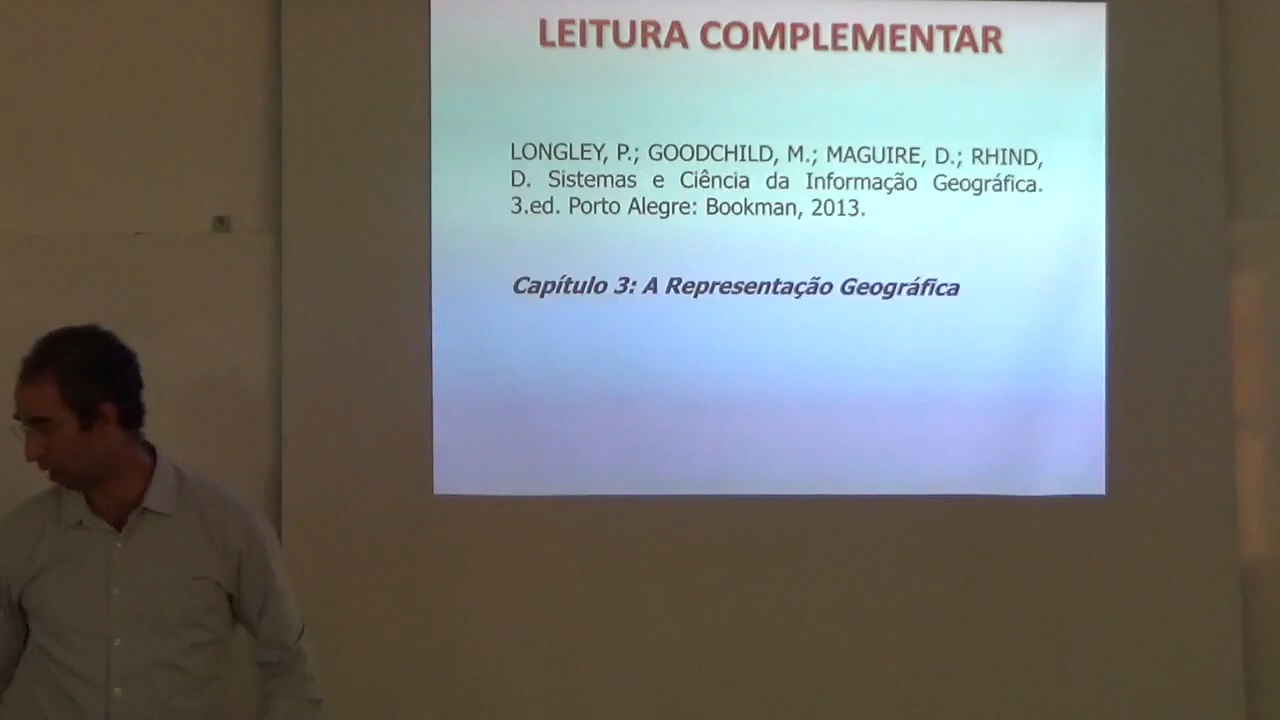 LEITURA COMPLEMENTAR
LONGLEY, P.; GOODCHILD, M.; MAGUIRE, D.; RHIND,
D. Sistemas e Ciência da Informação Geográfica.
3.ed. Porto Alegre: Bookman, 2013.
Capítulo 3: A Representação Geográfica